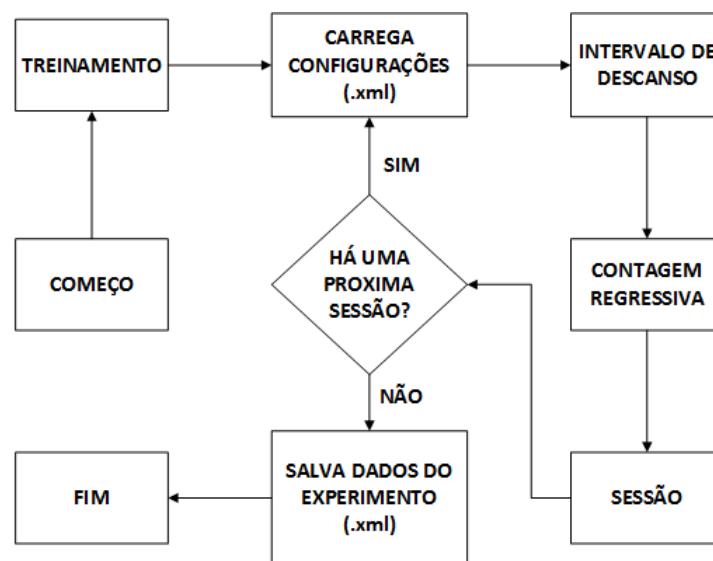 TREINAMENTO
CARREGA
CONFIGURAÇÕES
(.xml)
INTERVALO DE
DESCANSO
SIM
COMEÇO
HÁ UMA
PROXIMA
SESSÃO?
CONTAGEM
REGRESSIVA
NÃO
FIM
SALVA DADOS DO
EXPERIMENTO
(.xml)
SESSÃO